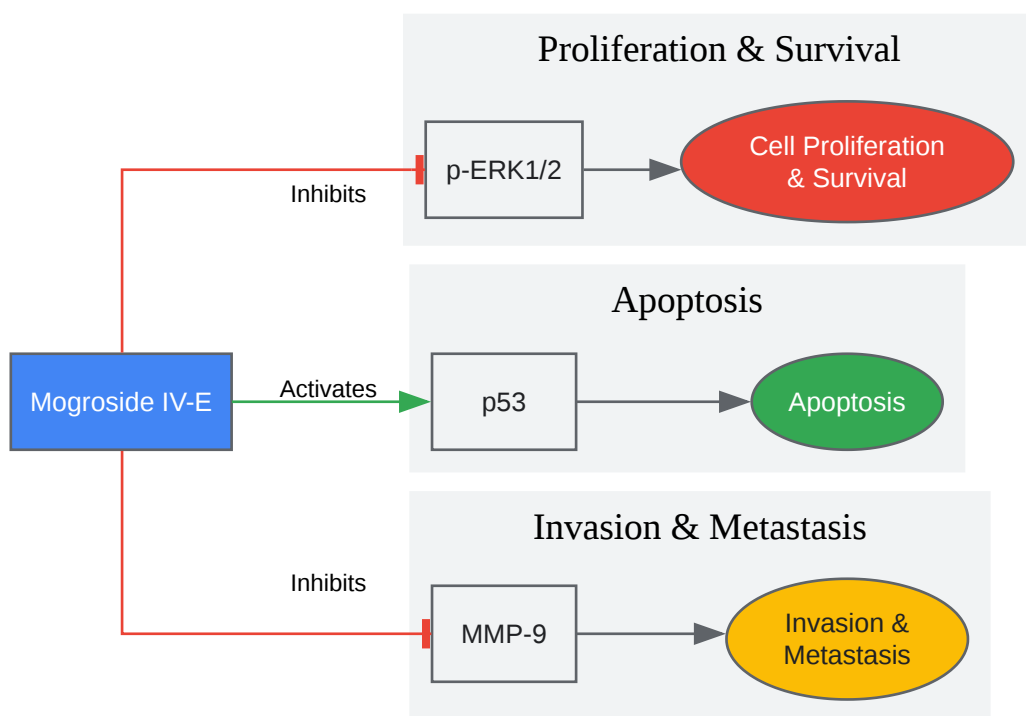 Proliferation & Survival
p-ERK1/2
Cell Proliferation
& Survival
Inhibits
Apoptosis
Mogroside IV-E
Activates
p53
Apoptosis
Invasion & Metastasis
Inhibits
MMP-9
Invasion &
Metastasis